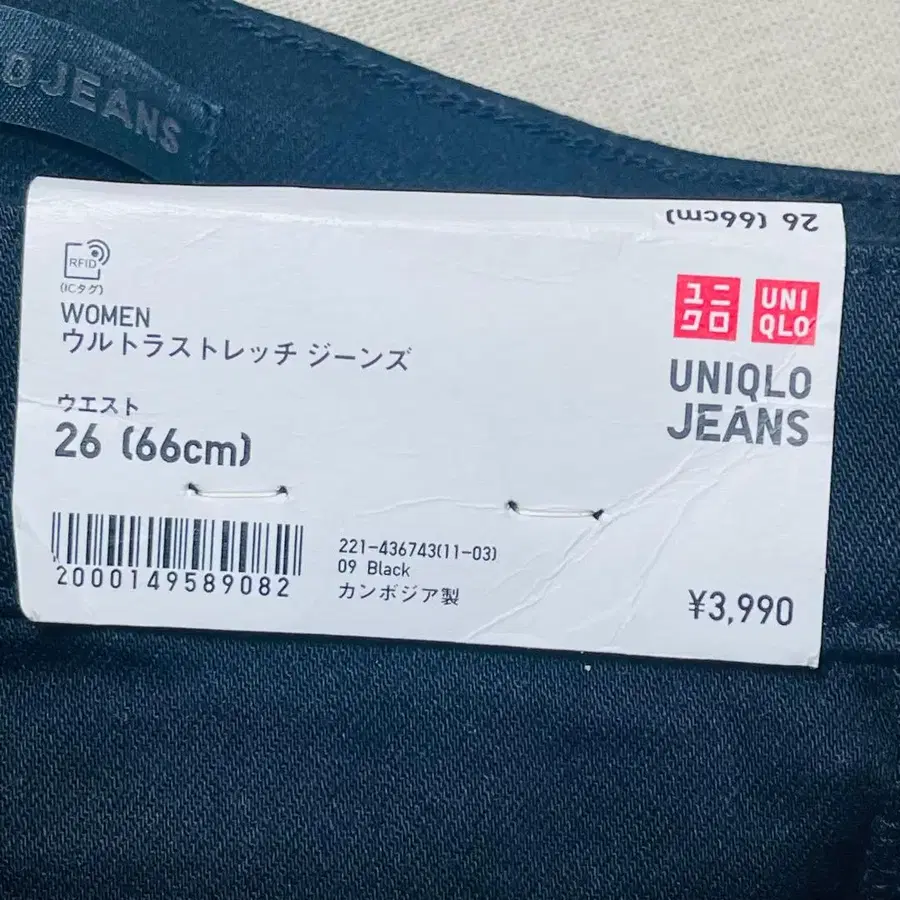 O JEANS
26 (66cm)
RFID
(ICタグ)
WOMEN
ウルトラストレッチ ジーンズ
ウエスト
26 (66cm)
2000149589082
221-436743(11-03)
09 Black
カンボジア製
ユニ
クロ
UNI
QLO
UNIQLO
JEANS
¥3,990